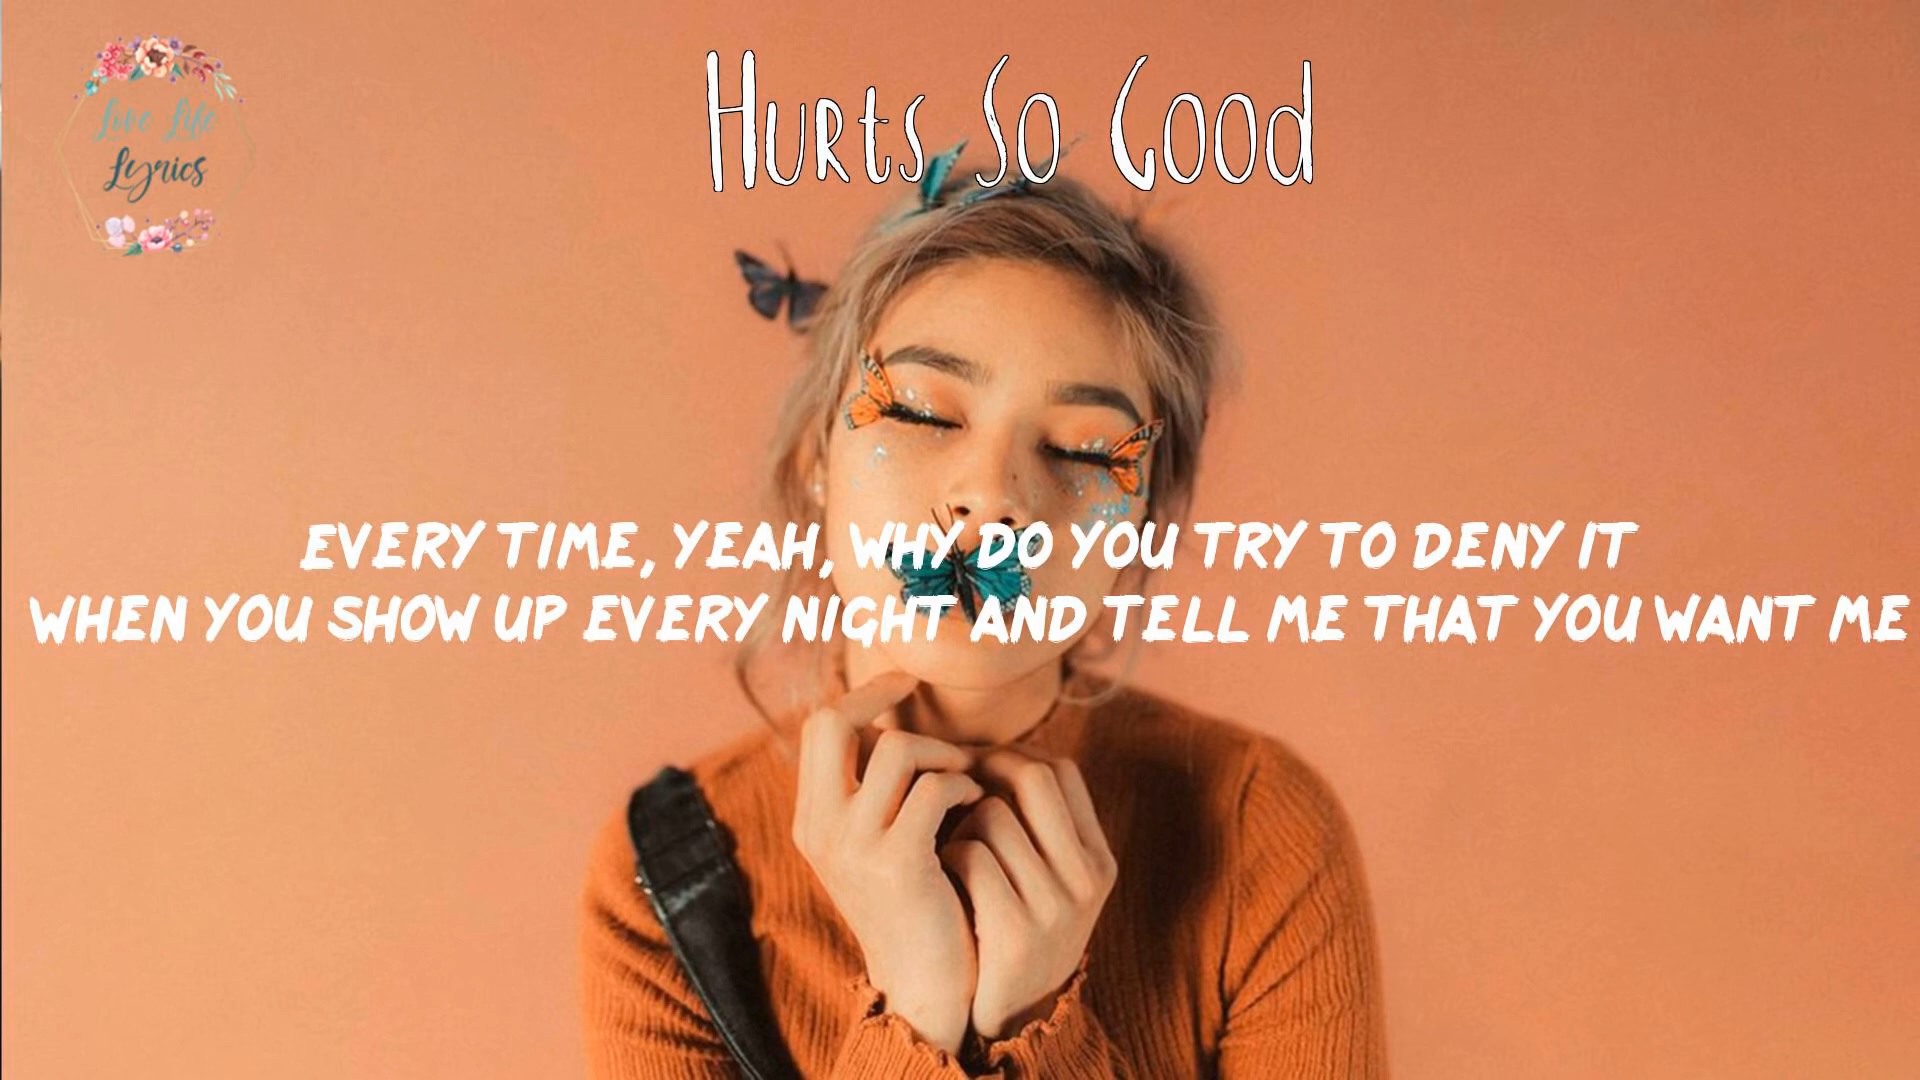 Love Life
Lyrics
Hurts So Good
EVERY TIME, YEAH, WHY DO YOU TRY TO DENY IT
WHEN YOU SHOW UP EVERY NIGHT AND TELL ME THAT YOU WANT ME